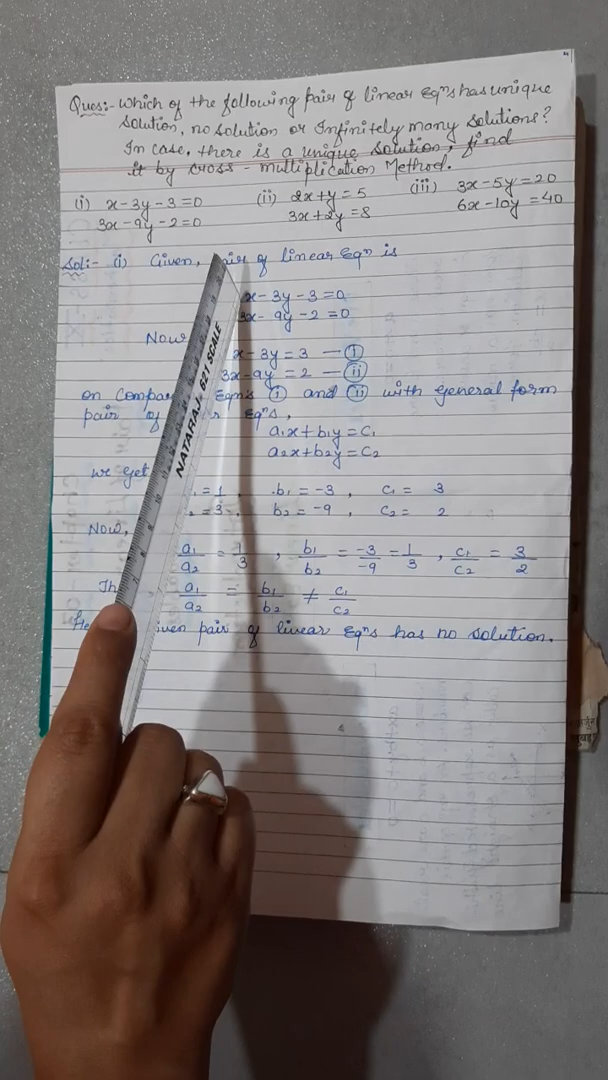 Ques:- Which of the following pair of linear Eqns has unique
solution, no solution or Infinitely many solutions?
In case, there is a unique solution, find
it by cross-multiplication Method.
(i) x-3y-3=0 (ii) 2x+y=5 (iii) 3x-5y=20
3x-9y-2=0 3x+2y=8 6x-10y=40
Sol:- (i) Given, pair of linear Eqn is
x-3y-3=0
3x-9y-2=0
Now
x-3y=3 —(i)
3x-9y=2 —(ii)
on compa Eqns (i) and (ii) with general form
pair of Eqns,
a1x+b1y=C1
a2x+b2y=C2
we get
=1, b1=-3, C1= 3
=3, b2=-9, C2= 2
Now,
a1/a2 = 1/3, b1/b2 = -3/-9 = 1/3, C1/C2 = 3/2
Th a1/a2 = b1/b2 ≠ C1/C2
He given pair of linear Eqns has no solution.
NATARAJ 621 SCALE